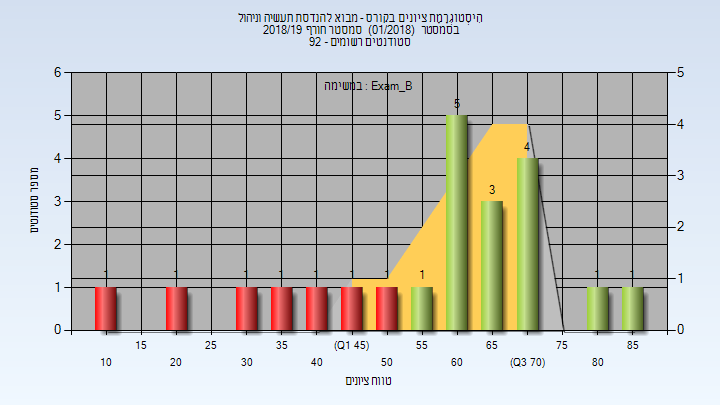 היסטוגרמת ציונים בקורס - מבוא להנדסת תעשיה וניהול
בסמסטר (01/2018) סמסטר חורף 2018/19
סטודנטים רשומים - 92
במשימה : Exam_B
מספר סטודנטים
6 5 4 3 2 1 0
5 4 3 2 1 0
1 1 1 1 1 1 1 1 5 3 4 1 1
15 25 35 (Q1 45) 55 65 75 85
10 20 30 40 50 60 (Q3 70) 80
טווח ציונים